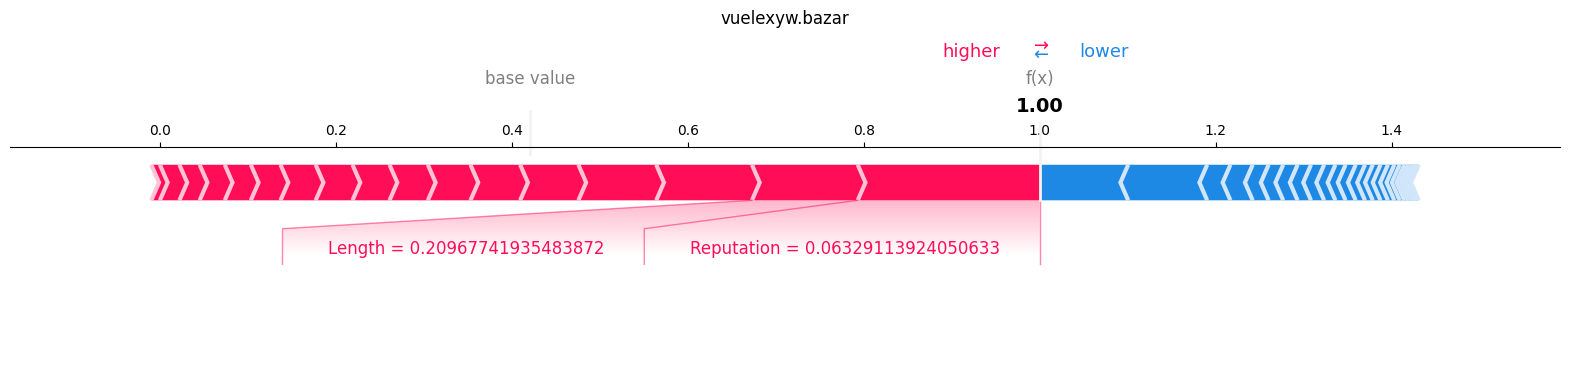 vuelexyw.bazar
higher ⇄ lower
base value f(x)
1.00
0.0 0.2 0.4 0.6 0.8 1.0 1.2 1.4
Length = 0.20967741935483872 Reputation = 0.06329113924050633